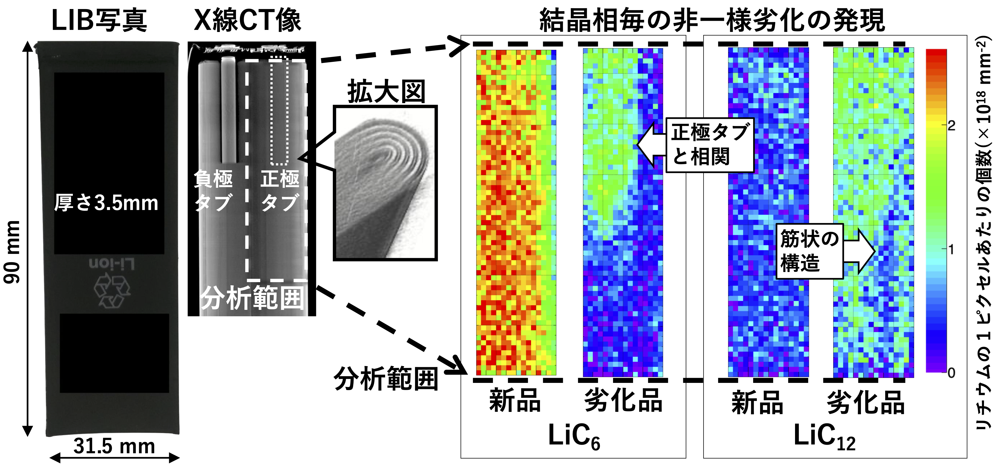 LIB写真
X線CT像
結晶相毎の非一様劣化の発現
90 mm
31.5 mm
厚さ3.5mm
Li-ion
負極
タブ
正極
タブ
分析範囲
拡大図
分析範囲
正極タブ
と相関
筋状の
構造
新品
劣化品
LiC₆
新品
劣化品
LiC₁₂
2
1
0
リチウムの1ピクセルあたりの個数(×10¹⁸ mm⁻²)